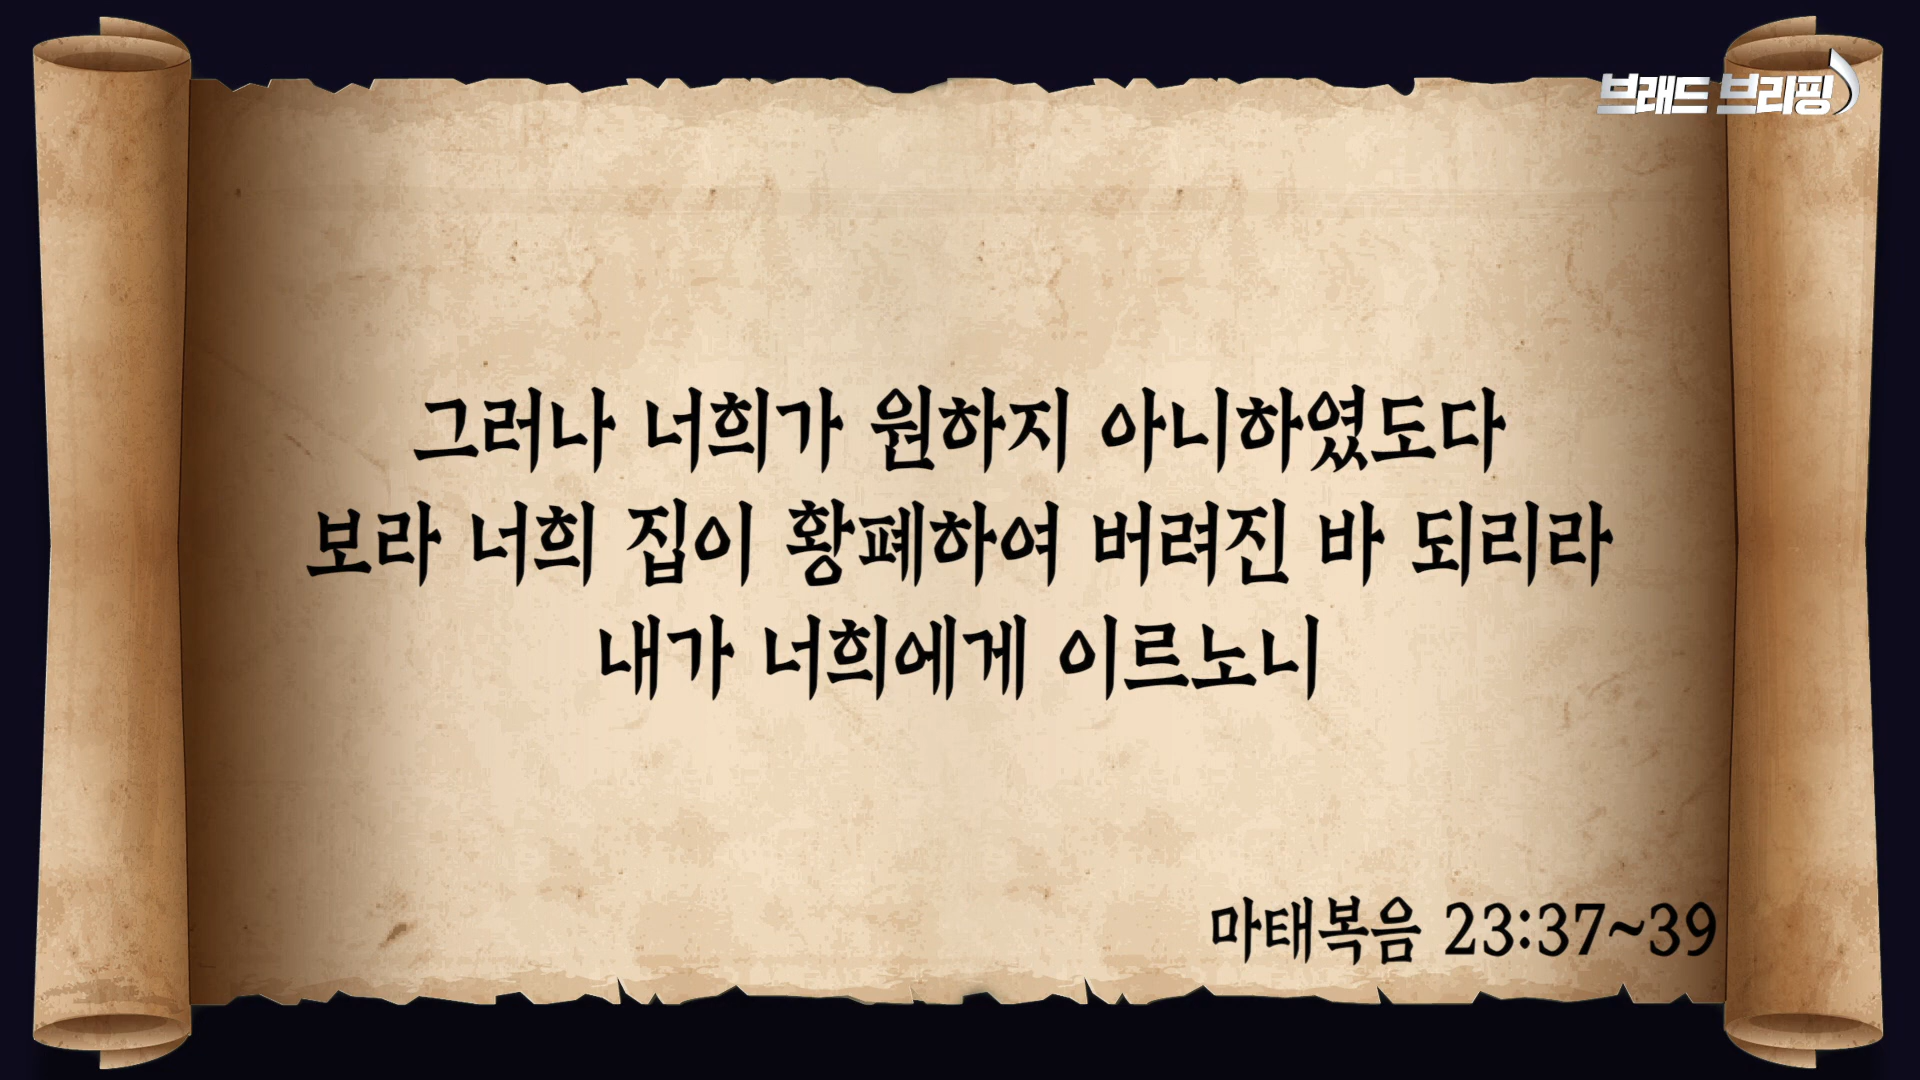 브래드 브리핑
그러나 너희가 원하지 아니하였도다
보라 너희 집이 황폐하여 버려진 바 되리라
내가 너희에게 이르노니
마태복음 23:37~39